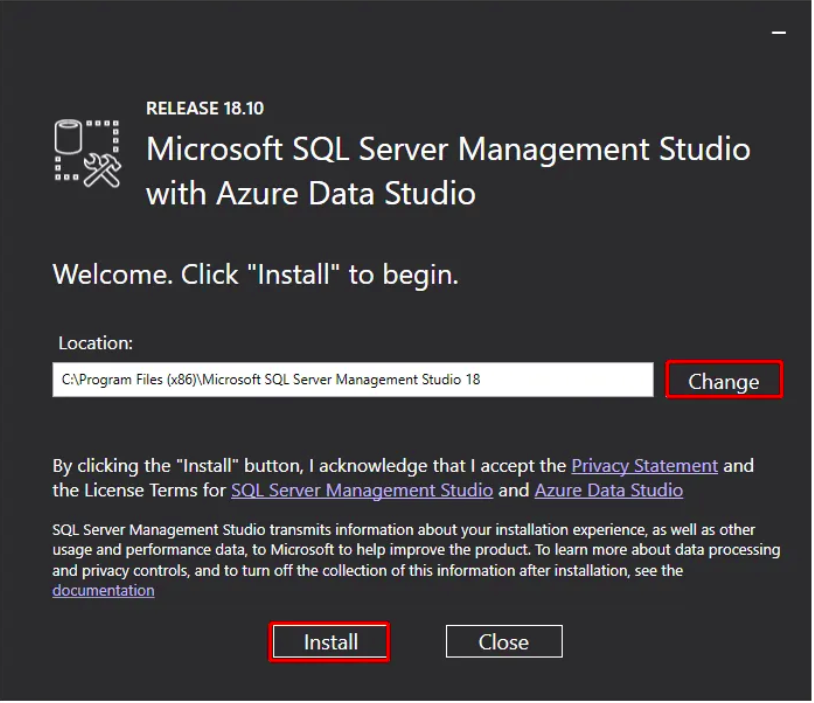 RELEASE 18.10
Microsoft SQL Server Management Studio
with Azure Data Studio
Welcome. Click "Install" to begin.
Location:
C:\Program Files (x86)\Microsoft SQL Server Management Studio 18
Change
By clicking the "Install" button, I acknowledge that I accept the Privacy Statement and
the License Terms for SQL Server Management Studio and Azure Data Studio
SQL Server Management Studio transmits information about your installation experience, as well as other
usage and performance data, to Microsoft to help improve the product. To learn more about data processing
and privacy controls, and to turn off the collection of this information after installation, see the
documentation
Install
Close